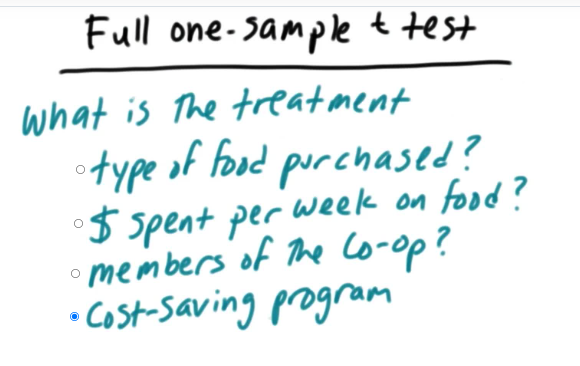 Full one-sample t test
What is the treatment
type of food purchased?
$ spent per week on food?
members of the Co-op?
Cost-saving program